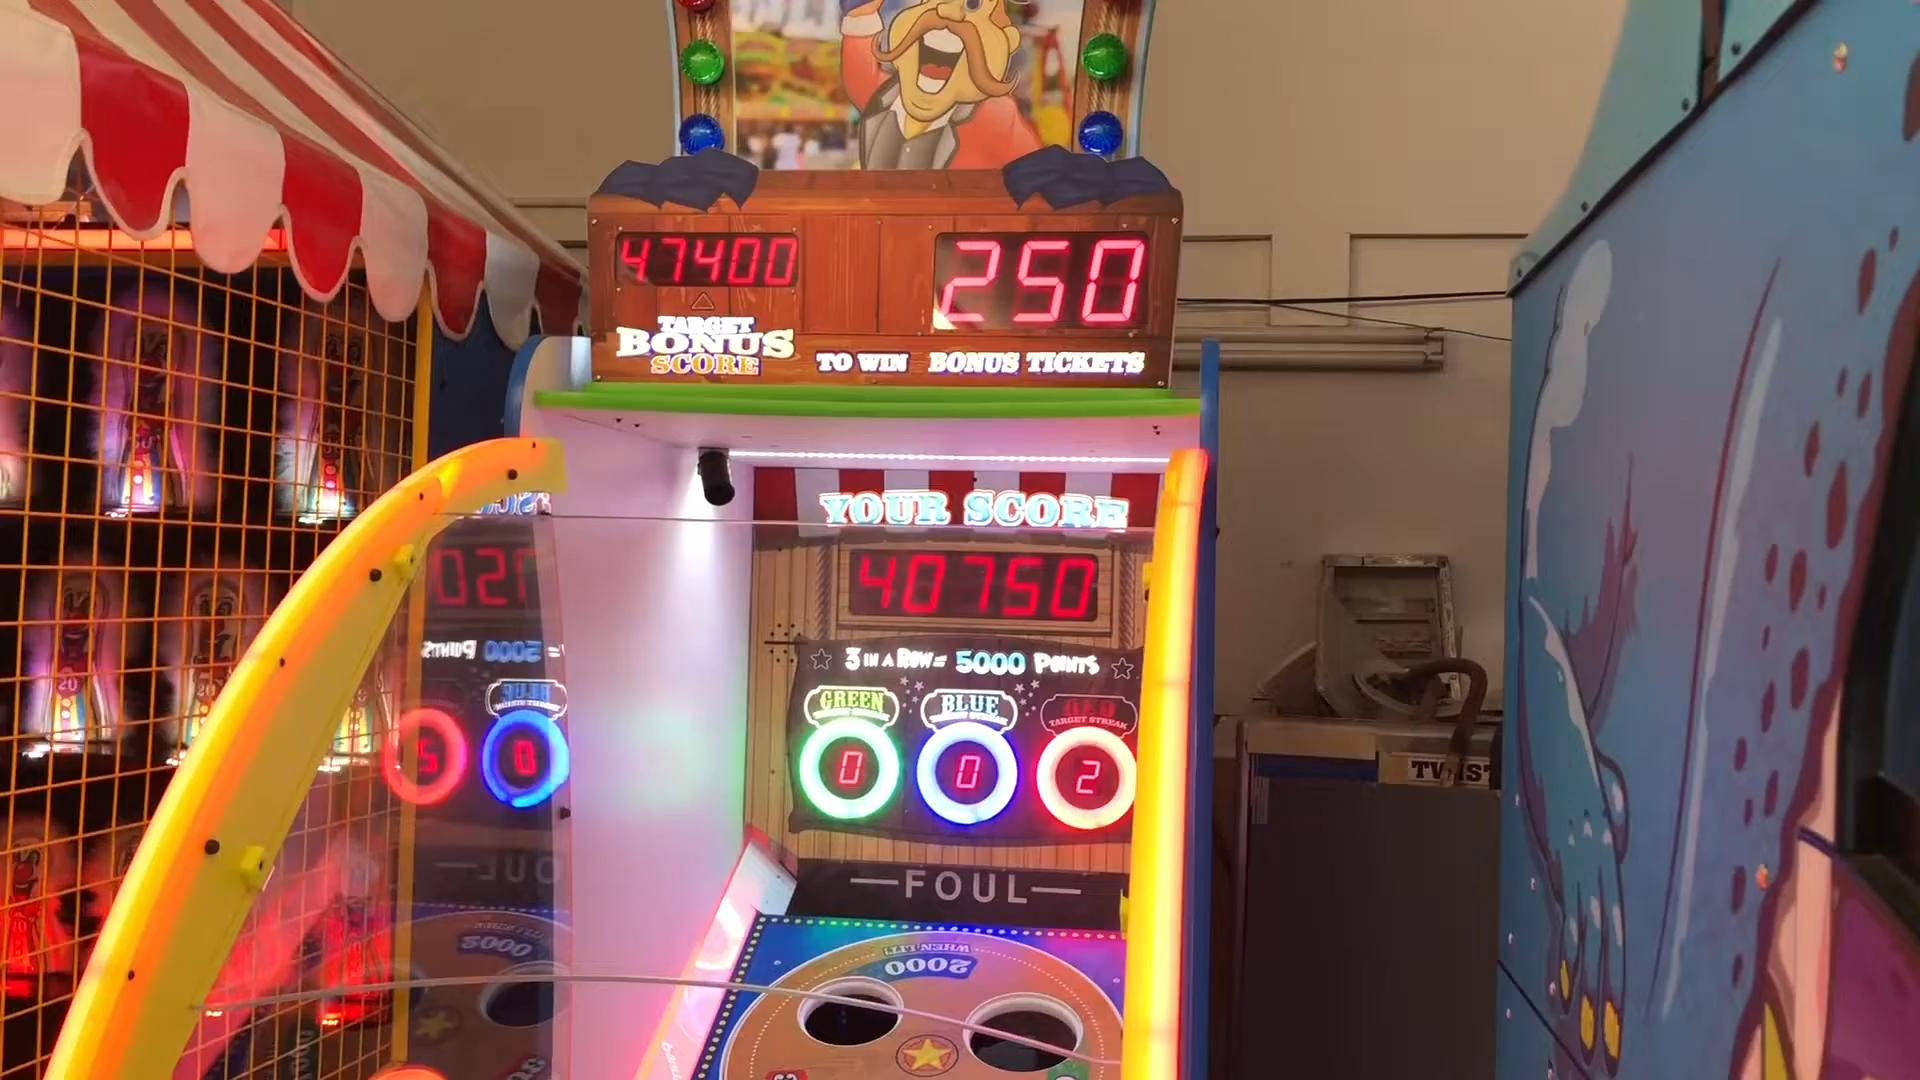 47400
250
TARGET
BONUS
SCORE
TO WIN
BONUS TICKETS
YOUR SCORE
40750
3 IN A ROW= 5000 POINTS
GREEN
BLUE
RED
TARGET STREAK
0
0
2
—FOUL—
WHEN LIT!
2000
20